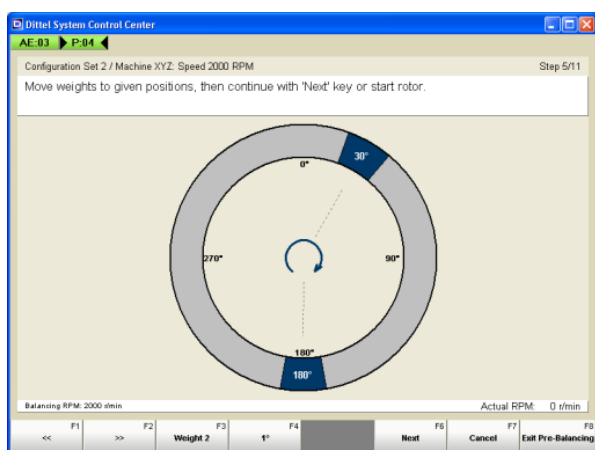 Dittel System Control Center
AE:03 P:04
Configuration Set 2 / Machine XYZ: Speed 2000 RPM Step 5/11
Move weights to given positions, then continue with 'Next' key or start rotor.
30°
0°
270° 90°
180°
180°
Balancing RPM: 2000 r/min Actual RPM: 0 r/min
F1 F2 F3 F4 F6 F7 F8
<< >> Weight 2 1° Next Cancel Exit Pre-Balancing